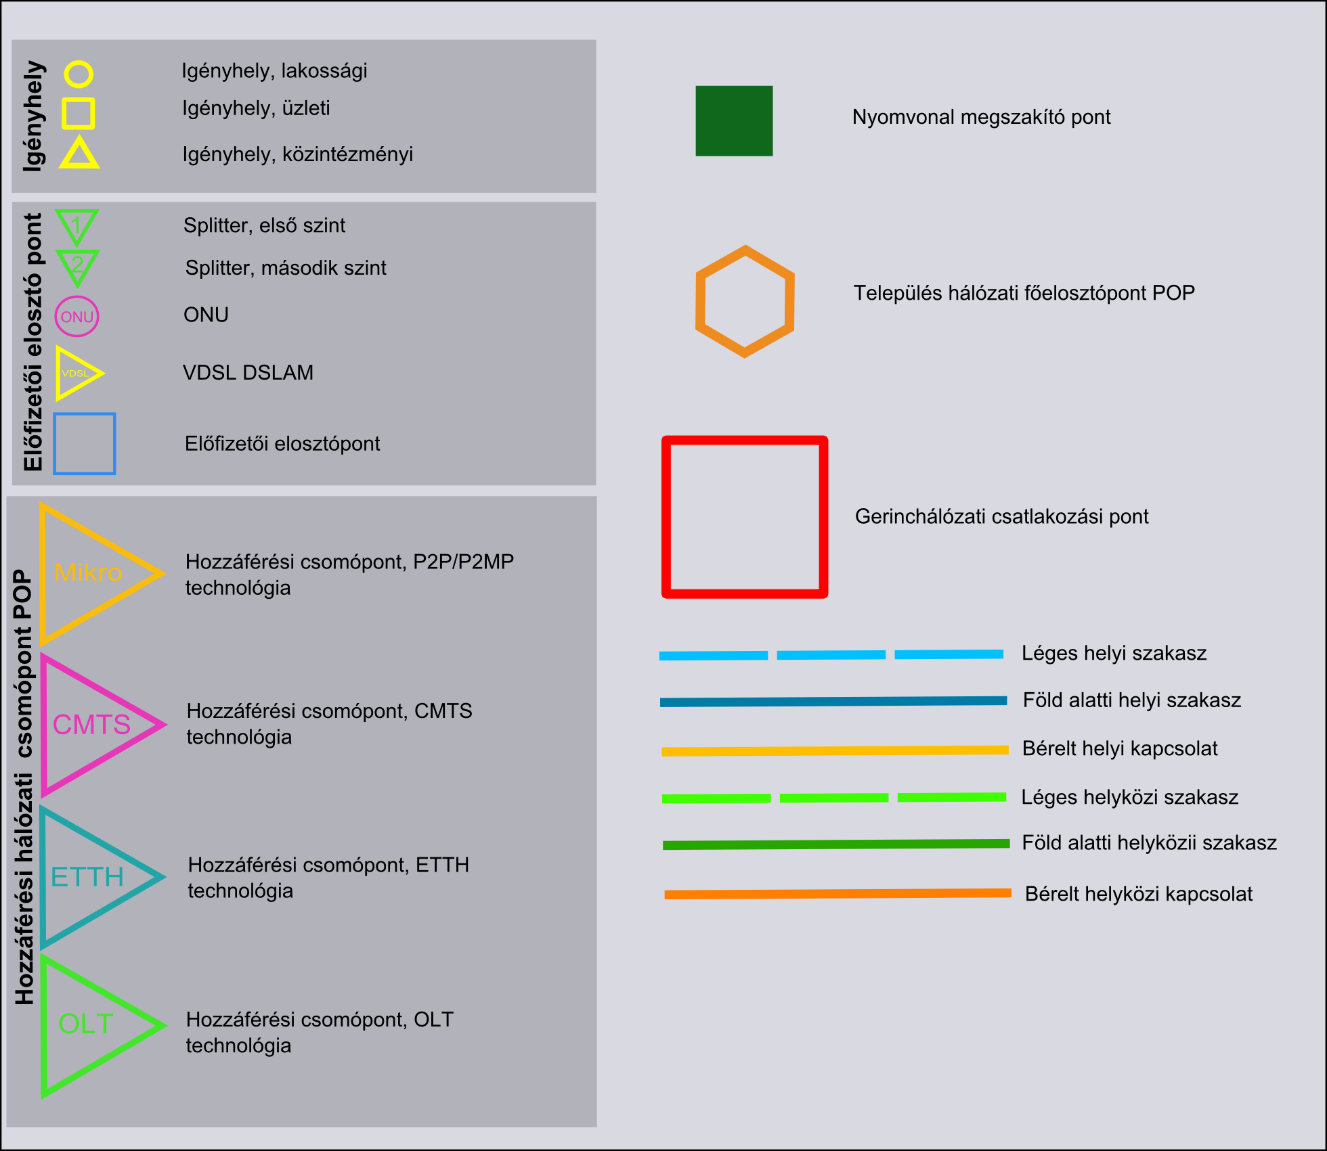 Igényhely
Igényhely, lakossági
Igényhely, üzleti
Igényhely, közintézményi
Előfizetői elosztó pont
1
Splitter, első szint
2
Splitter, második szint
ONU
ONU
VDSL
VDSL DSLAM
Előfizetői elosztópont
Hozzáférési hálózati csomópont POP
Mikro
Hozzáférési csomópont, P2P/P2MP
technológia
CMTS
Hozzáférési csomópont, CMTS
technológia
ETTH
Hozzáférési csomópont, ETTH
technológia
OLT
Hozzáférési csomópont, OLT
technológia
Nyomvonal megszakító pont
Település hálózati főelosztópont POP
Gerinchálózati csatlakozási pont
Léges helyi szakasz
Föld alatti helyi szakasz
Bérelt helyi kapcsolat
Léges helyközi szakasz
Föld alatti helyközii szakasz
Bérelt helyközi kapcsolat